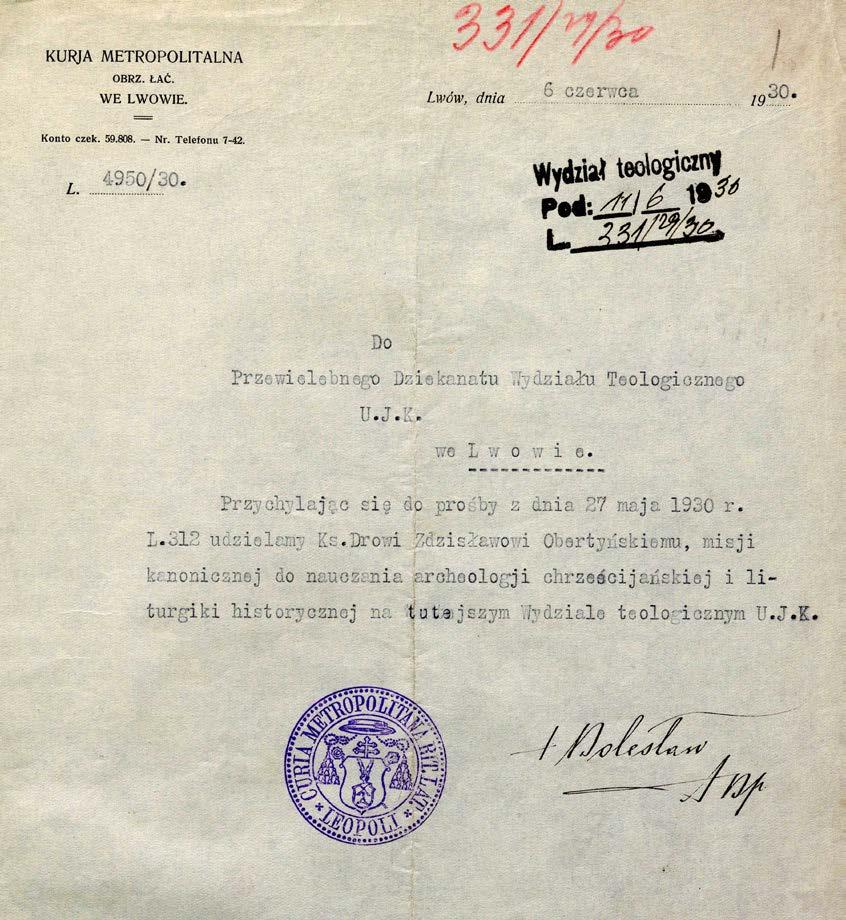 331/29/30
KURJA METROPOLITALNA
OBRZ. ŁAĆ.
WE LWOWIE.
Konto czek. 59.808. — Nr. Telefonu 7-42.
L. 4950/30.
Lwów, dnia 6 czerwca 1930.
Wydział teologiczny
Pod: 11/6 1930
L. 231/29/30
Do
Przewielebnego Dziekanatu Wydziału Teologicznego
U.J.K.
we Lwowie.
Przychylając się do prośby z dnia 27 maja 1930 r.
L.312 udzielamy Ks.Drowi Zdzisławowi Obertyńskiemu, misji
kanonicznej do nauczania archeologji chrześcijańskiej i li-
turgiki historycznej na tutejszym Wydziale teologicznym U.J.K.
CURIA METROPOLITANA RIT. LAT.
LEOPOLI
† Bolesław
ABp